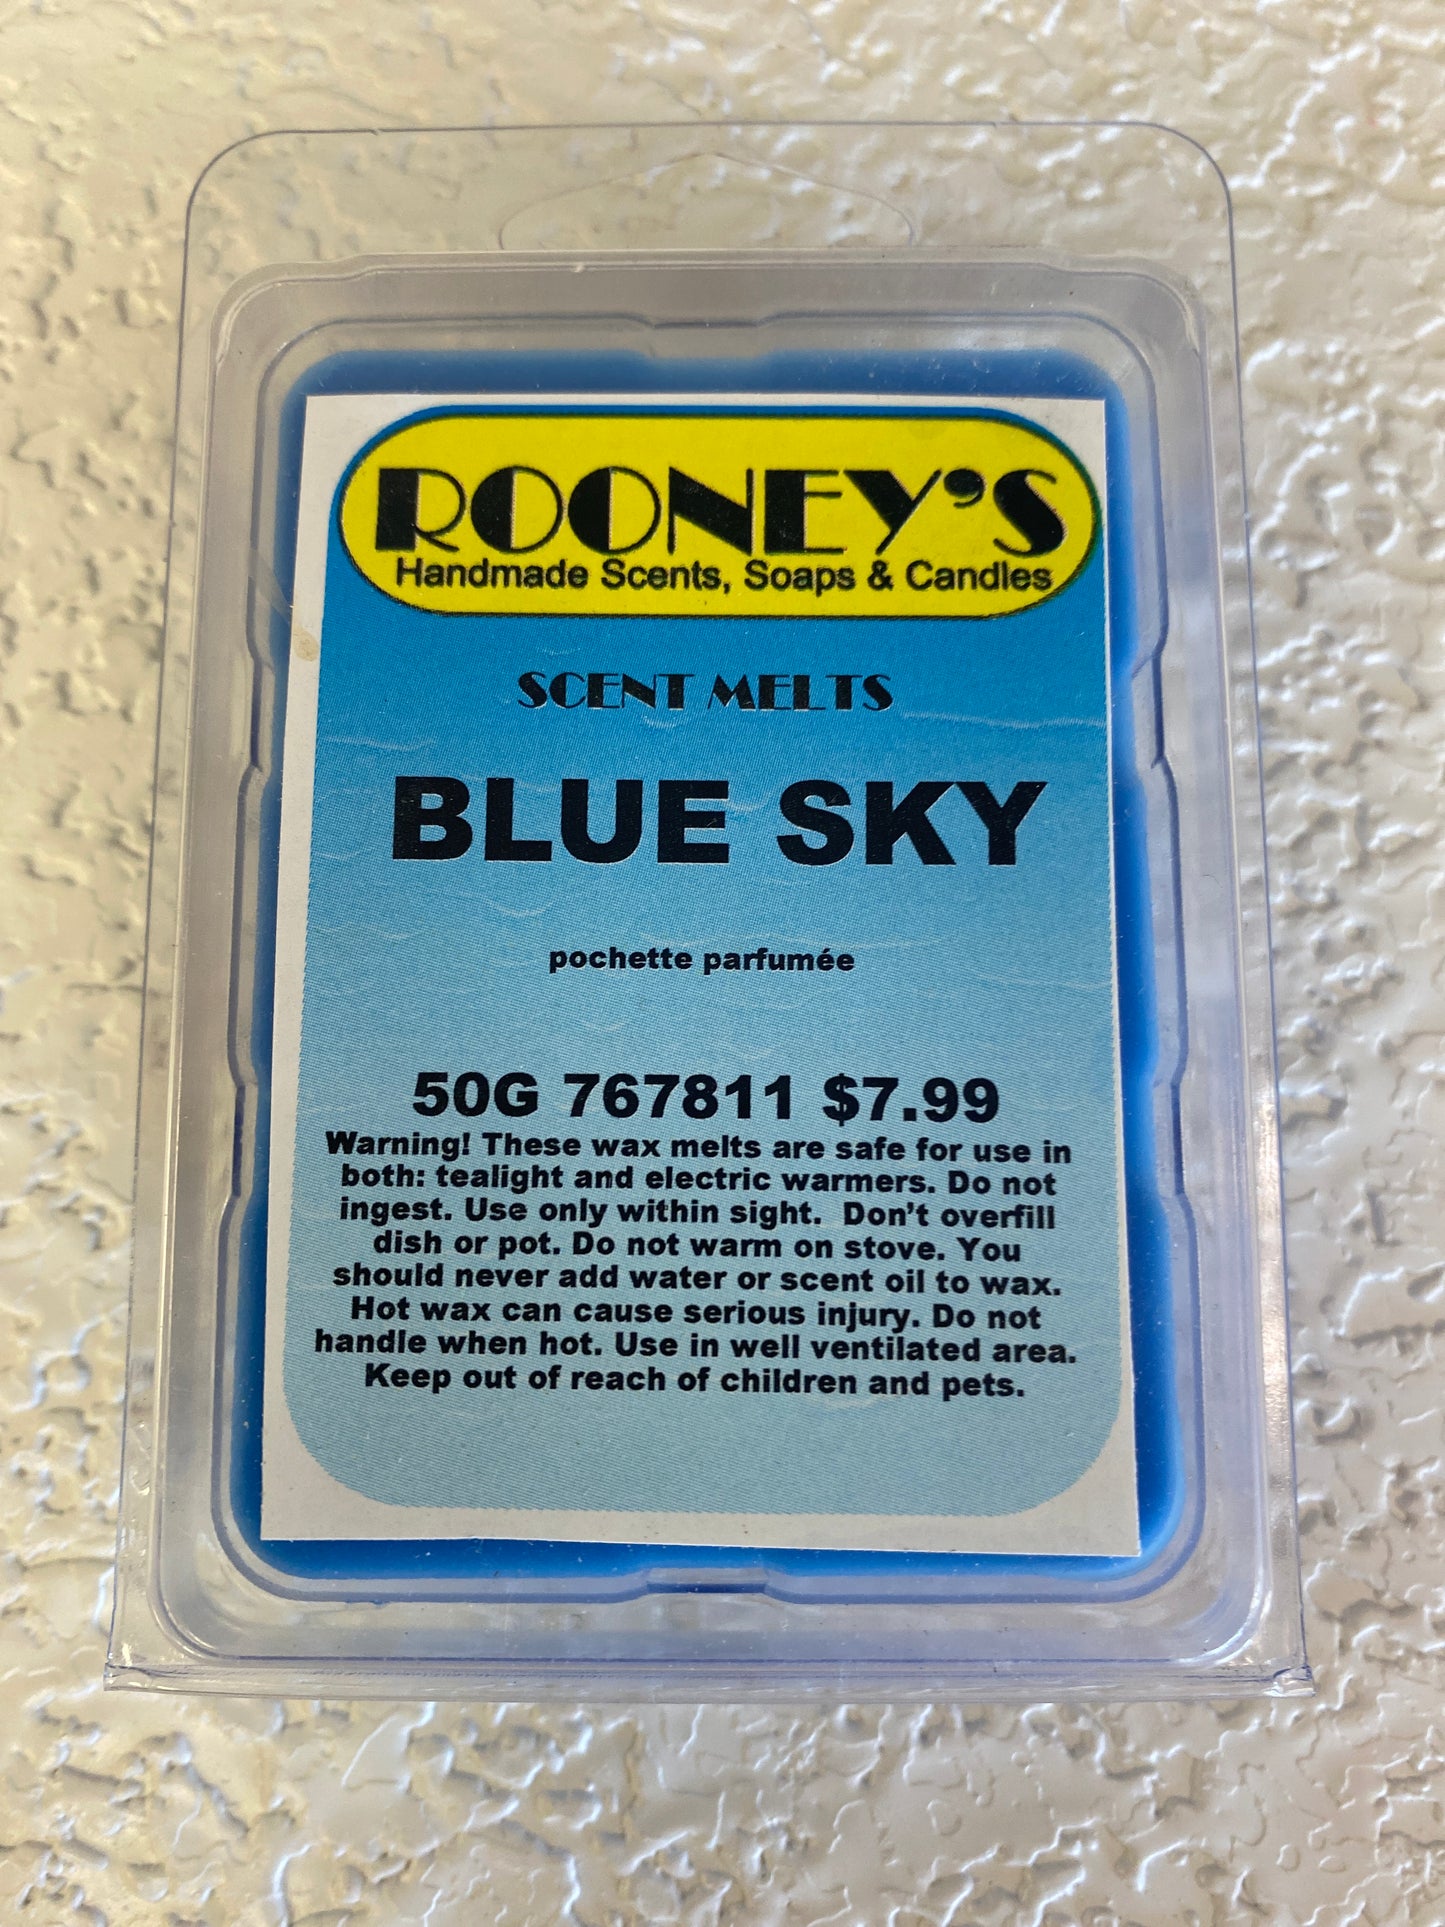 ROONEY'S
Handmade Scents, Soaps & Candles
SCENT MELTS
BLUE SKY
pochette parfumée
50G 767811 $7.99
Warning! These wax melts are safe for use in
both: tealight and electric warmers. Do not
ingest. Use only within sight. Don't overfill
dish or pot. Do not warm on stove. You
should never add water or scent oil to wax.
Hot wax can cause serious injury. Do not
handle when hot. Use in well ventilated area.
Keep out of reach of children and pets.